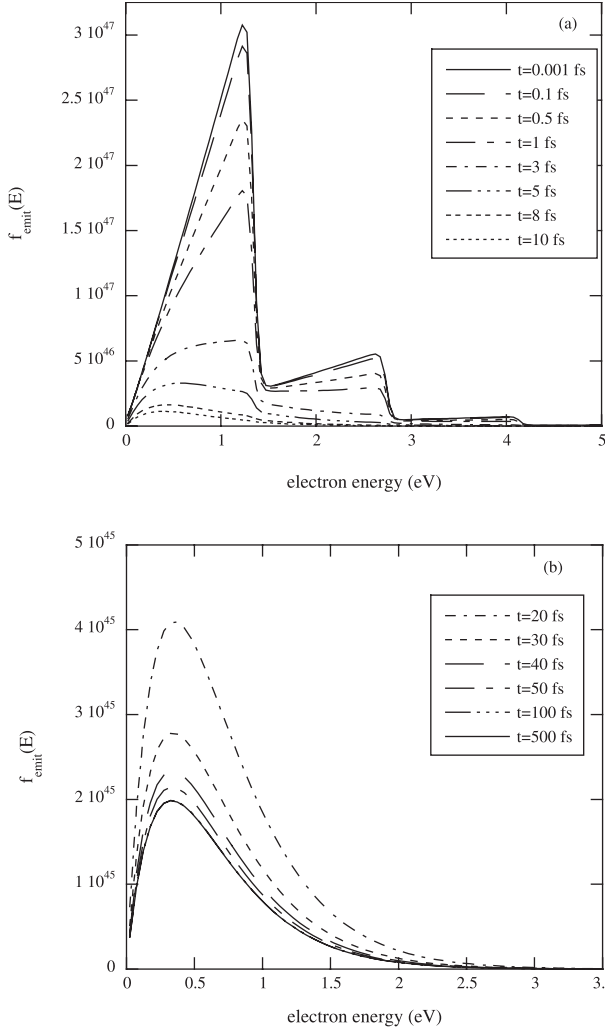 (a)
3 10^47
2.5 10^47
2 10^47
1.5 10^47
1 10^47
5 10^46
0
f_emit(E)
t=0.001 fs
t=0.1 fs
t=0.5 fs
t=1 fs
t=3 fs
t=5 fs
t=8 fs
t=10 fs
0 1 2 3 4 5
electron energy (eV)
(b)
5 10^45
4 10^45
3 10^45
2 10^45
1 10^45
0
f_emit(E)
t=20 fs
t=30 fs
t=40 fs
t=50 fs
t=100 fs
t=500 fs
0 0.5 1 1.5 2 2.5 3 3.
electron energy (eV)